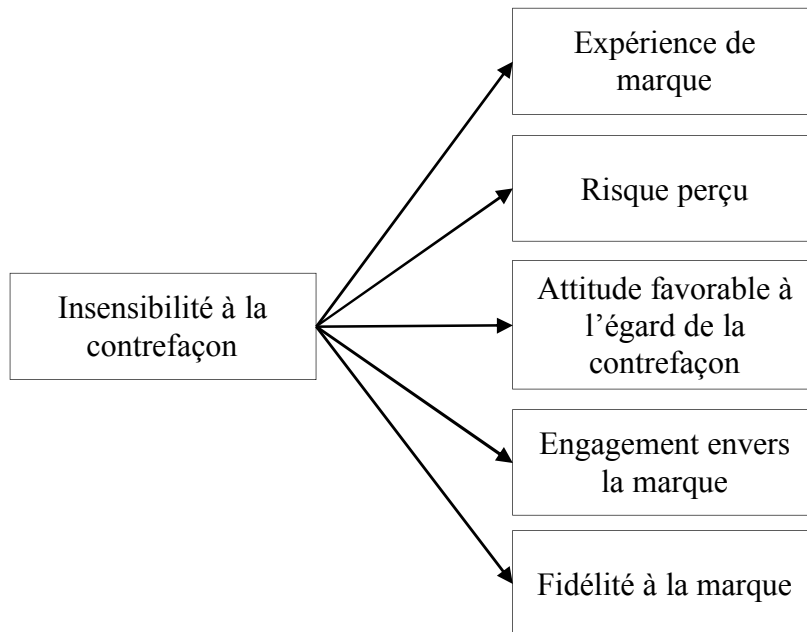 Expérience de
marque
Risque perçu
Insensibilité à la
contrefaçon
Attitude favorable à
l’égard de la
contrefaçon
Engagement envers
la marque
Fidélité à la marque